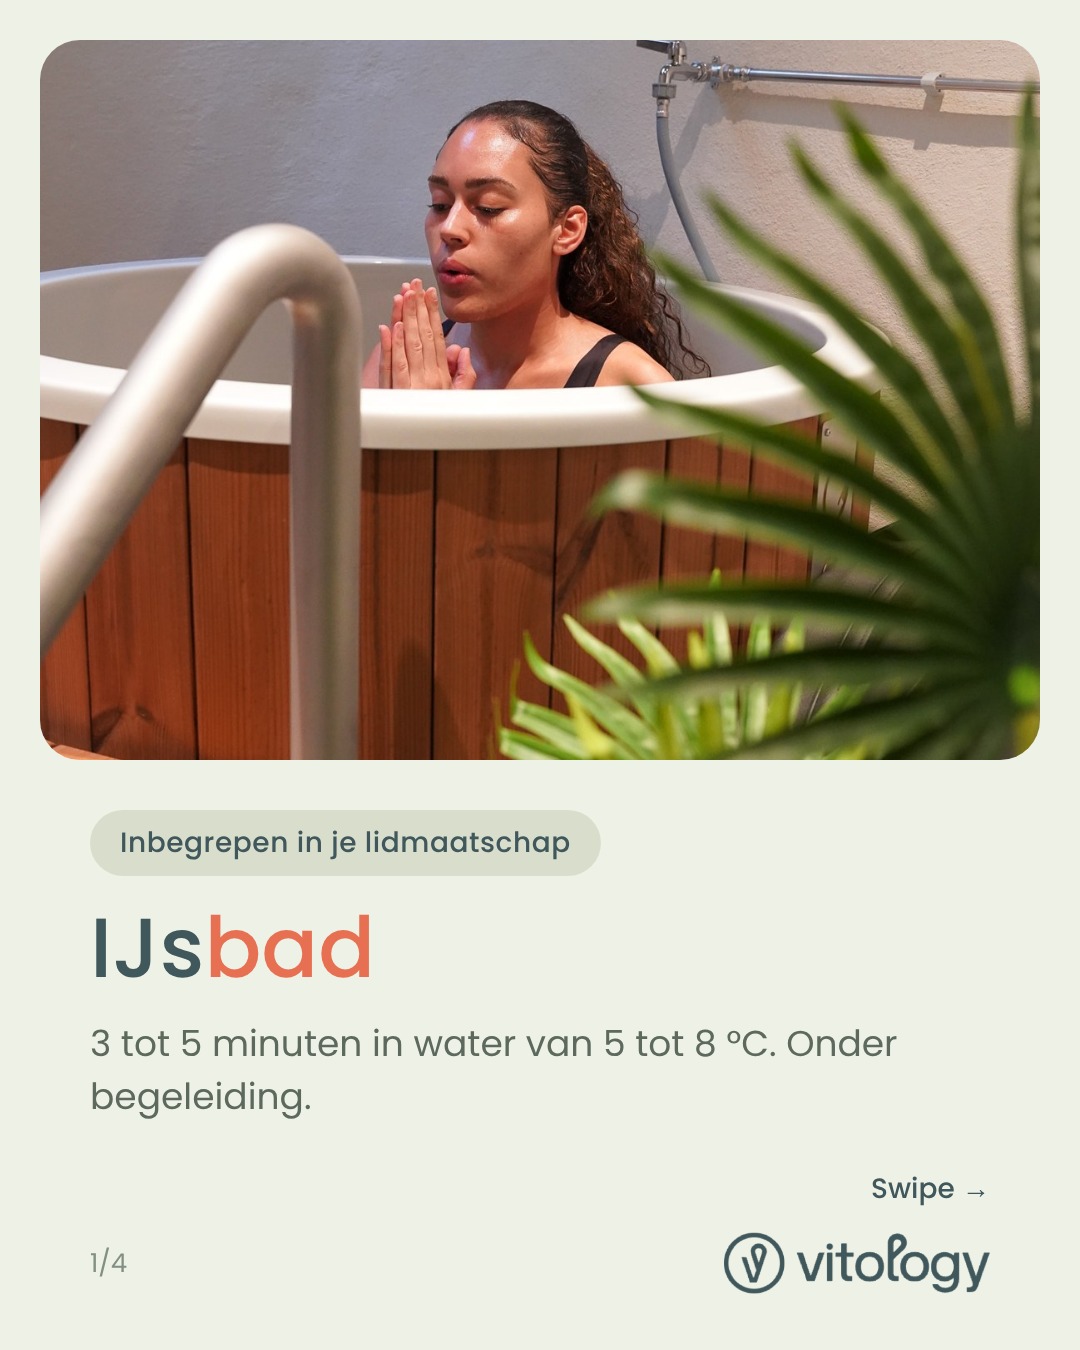 Inbegrepen in je lidmaatschap
IJsbad
3 tot 5 minuten in water van 5 tot 8 °C. Onder
begeleiding.
Swipe →
1/4
vitology